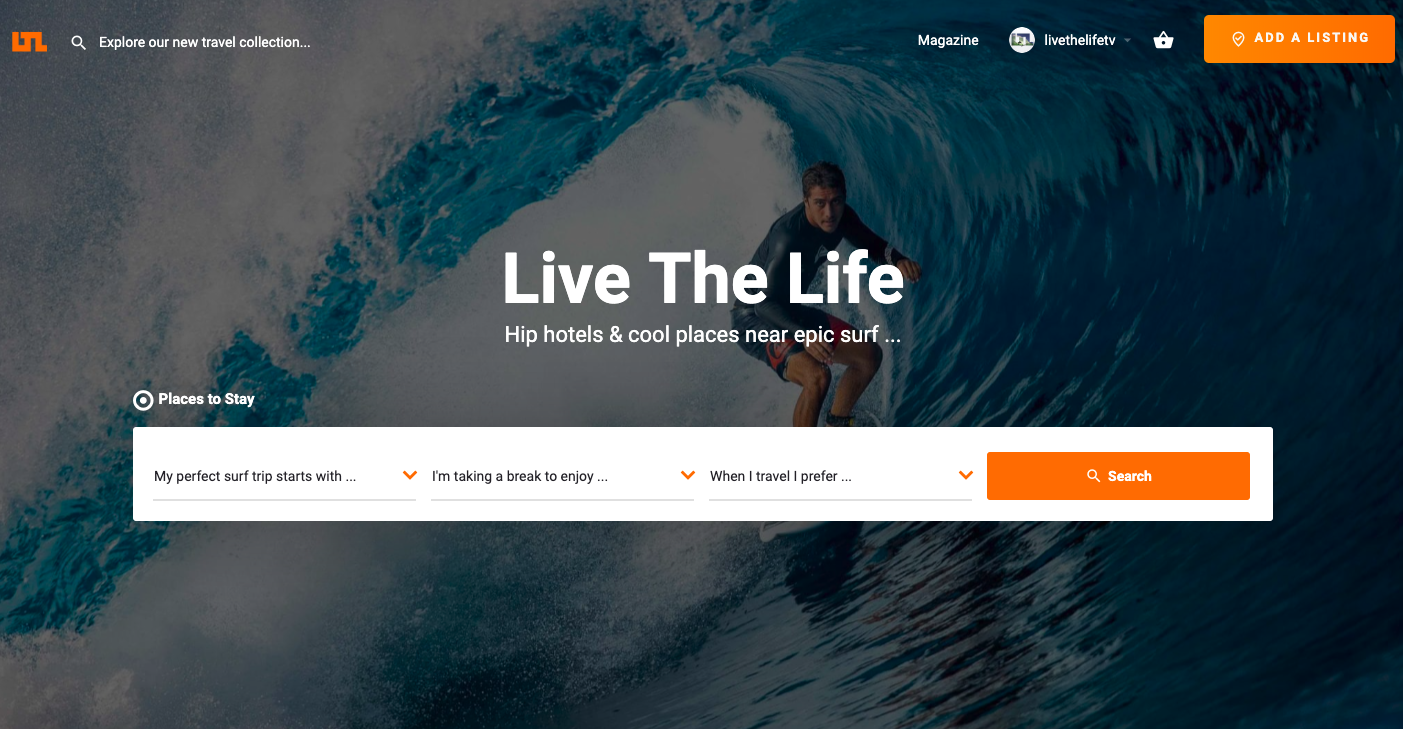 LTL
Explore our new travel collection...
Magazine
livethelifetv
ADD A LISTING
Live The Life
Hip hotels & cool places near epic surf ...
Places to Stay
My perfect surf trip starts with ...
I'm taking a break to enjoy ...
When I travel I prefer ...
Search